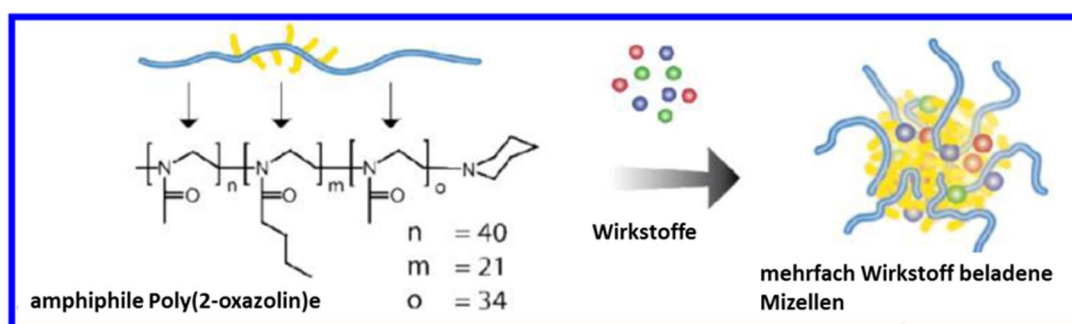 N
n
N
m
N
o
N
O
O
O
n = 40
m = 21
o = 34
amphiphile Poly(2-oxazolin)e
Wirkstoffe
mehrfach Wirkstoff beladene
Mizellen